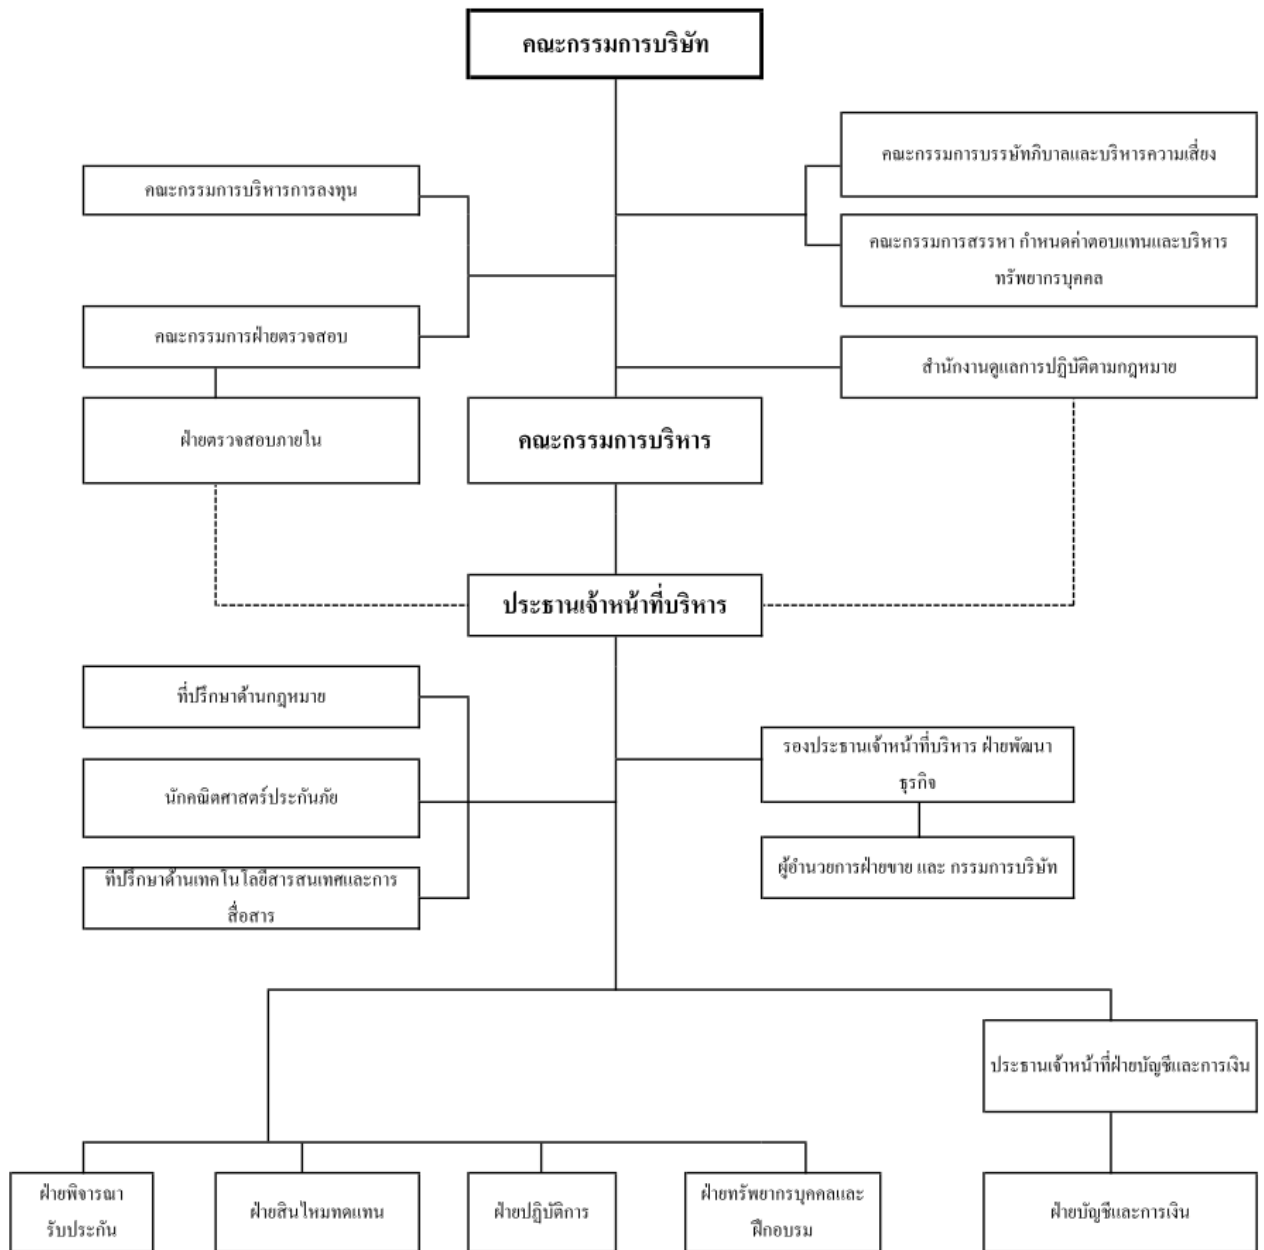 คณะกรรมการบริษัท
คณะกรรมการบรรษัทภิบาลและบริหารความเสี่ยง
คณะกรรมการบริหารการลงทุน
คณะกรรมการสรรหา กำหนดค่าตอบแทนและบริหาร
ทรัพยากรบุคคล
คณะกรรมการฝ่ายตรวจสอบ
สำนักงานดูแลการปฏิบัติตามกฎหมาย
ฝ่ายตรวจสอบภายใน
คณะกรรมการบริหาร
ประธานเจ้าหน้าที่บริหาร
ที่ปรึกษาด้านกฎหมาย
รองประธานเจ้าหน้าที่บริหาร ฝ่ายพัฒนา
ธุรกิจ
นักคณิตศาสตร์ประกันภัย
ผู้อำนวยการฝ่ายขาย และ กรรมการบริษัท
ที่ปรึกษาด้านเทคโนโลยีสารสนเทศและการ
สื่อสาร
ประธานเจ้าหน้าที่ฝ่ายบัญชีและการเงิน
ฝ่ายพิจารณา
รับประกัน
ฝ่ายสินไหมทดแทน
ฝ่ายปฏิบัติการ
ฝ่ายทรัพยากรบุคคลและ
ฝึกอบรม
ฝ่ายบัญชีและการเงิน